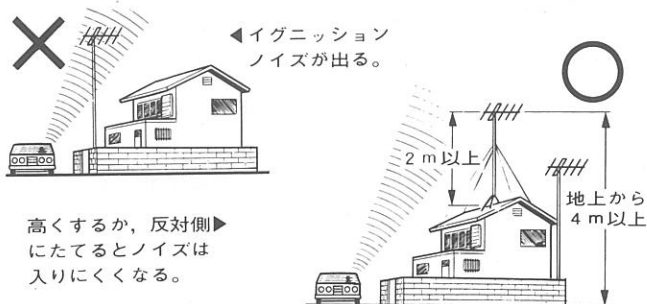 ◀イグニッション
ノイズが出る。
2m以上
地上から
4m以上
高くするか,反対側▶
にたてるとノイズは
入りにくくなる。